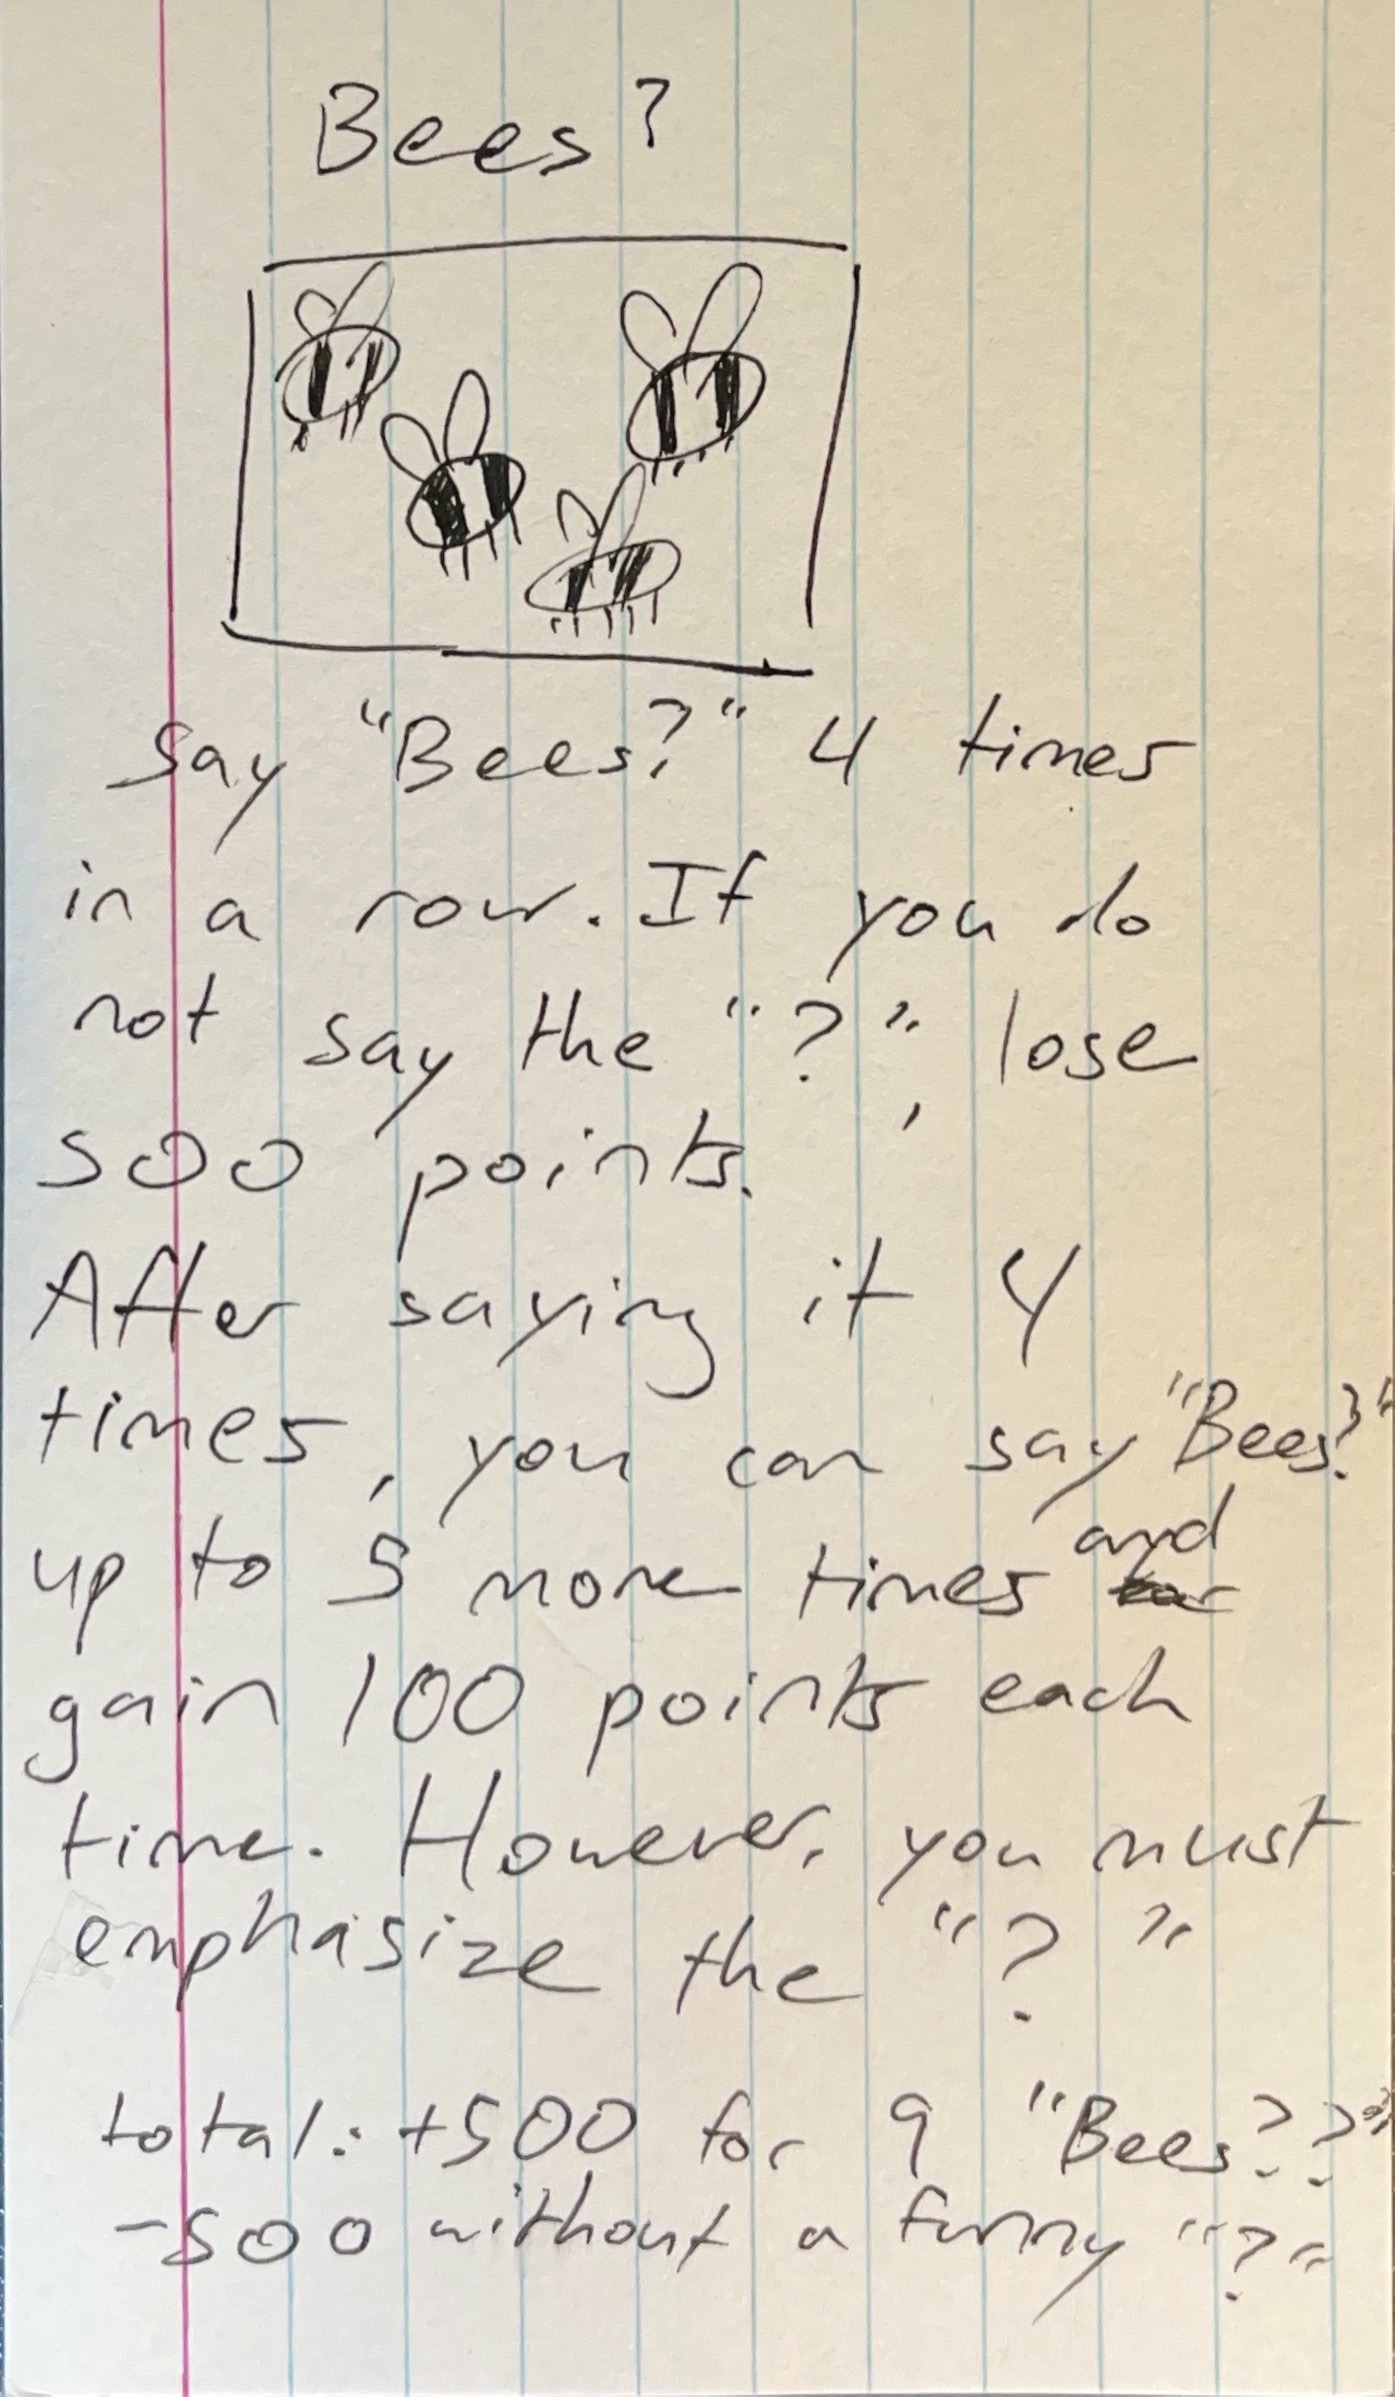 Bees?
say "Bees?" 4 times
in a row. If you do
not say the "?", lose
500 points.
After saying it 4
times, you can say "Bees?"
up to 5 more times and
gain 100 points each
time. However, you must
emphasize the "?"
total: +500 for 9 "Bees??"
-500 without a funny "?"